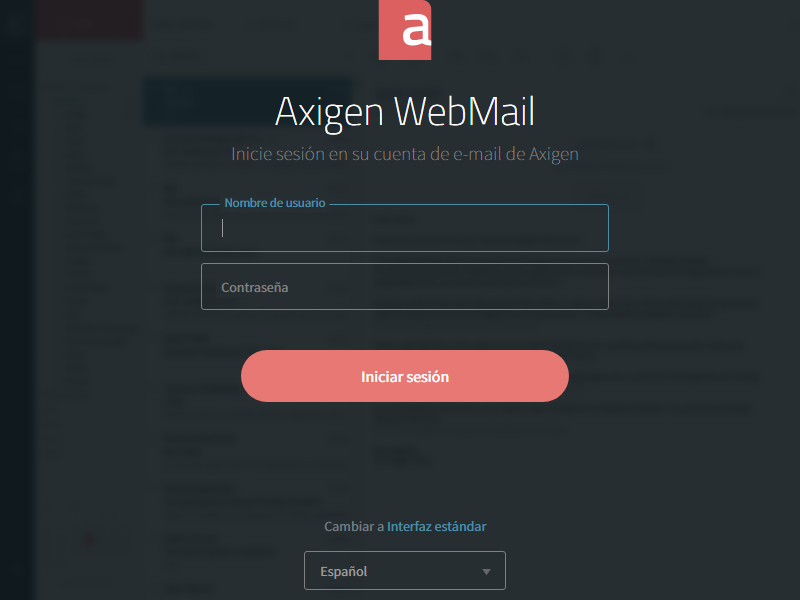 a
Axigen WebMail
Inicie sesión en su cuenta de e-mail de Axigen
Nombre de usuario
Contraseña
Iniciar sesión
Cambiar a Interfaz estándar
Español